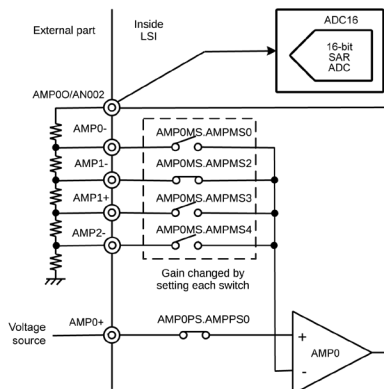 External part
Inside
LSI
ADC16
16-bit
SAR
ADC
AMP0O/AN002
AMP0-
AMP0MS.AMPMS0
AMP1-
AMP0MS.AMPMS2
AMP1+
AMP0MS.AMPMS3
AMP2-
AMP0MS.AMPMS4
Gain changed by
setting each switch
Voltage
source
AMP0+
AMP0PS.AMPPS0
+
-
AMP0